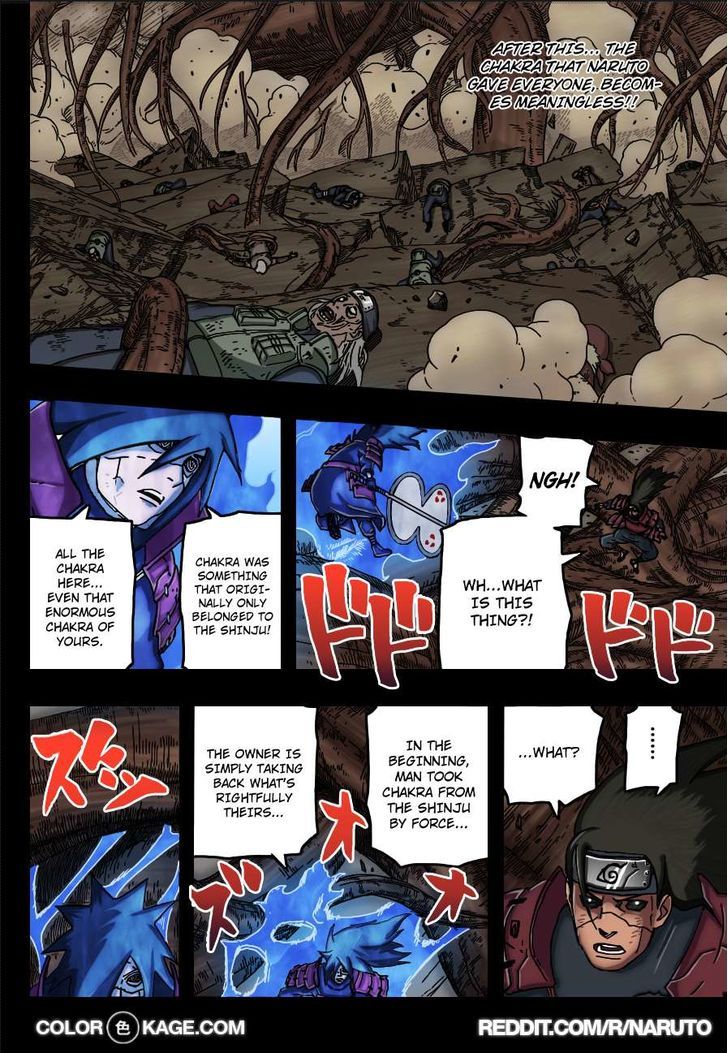 AFTER THIS... THE
CHAKRA THAT NARUTO
GAVE EVERYONE, BECOM-
ES MEANINGLESS!!
NGH!
ドドド
WH...WHAT
IS THIS
THING?!
ドド
CHAKRA WAS
SOMETHING
THAT ORIGI-
NALLY ONLY
BELONGED TO
THE SHINJU!
ALL THE
CHAKRA
HERE...
EVEN THAT
ENORMOUS
CHAKRA OF
YOURS.
......
...WHAT?
IN THE
BEGINNING,
MAN TOOK
CHAKRA FROM
THE SHINJU
BY FORCE...
THE OWNER IS
SIMPLY TAKING
BACK WHAT'S
RIGHTFULLY
THEIRS...
ズオオオ
COLOR 色 KAGE.COM
REDDIT.COM/R/NARUTO